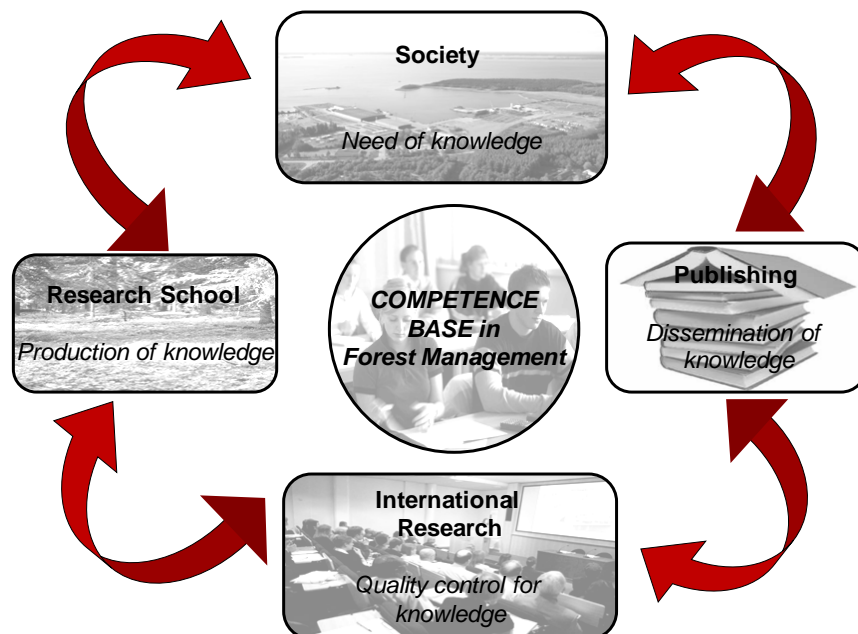 Society
Need of knowledge
Research School
Production of knowledge
COMPETENCE
BASE in
Forest Management
Publishing
Dissemination of
knowledge
International
Research
Quality control for
knowledge